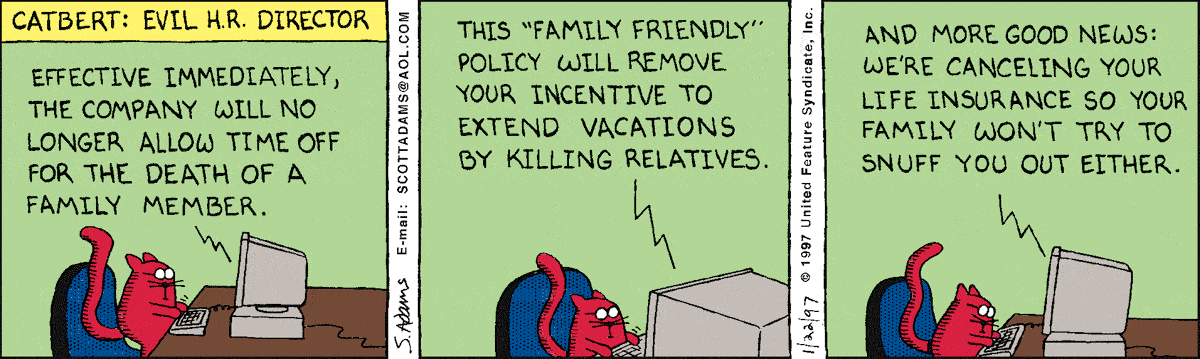 CATBERT: EVIL H.R. DIRECTOR
EFFECTIVE IMMEDIATELY,
THE COMPANY WILL NO
LONGER ALLOW TIME OFF
FOR THE DEATH OF A
FAMILY MEMBER.
S. Adams
E-mail: SCOTTADAMS@AOL.COM
THIS "FAMILY FRIENDLY"
POLICY WILL REMOVE
YOUR INCENTIVE TO
EXTEND VACATIONS
BY KILLING RELATIVES.
1/22/97 © 1997 United Feature Syndicate, Inc.
AND MORE GOOD NEWS:
WE'RE CANCELING YOUR
LIFE INSURANCE SO YOUR
FAMILY WON'T TRY TO
SNUFF YOU OUT EITHER.